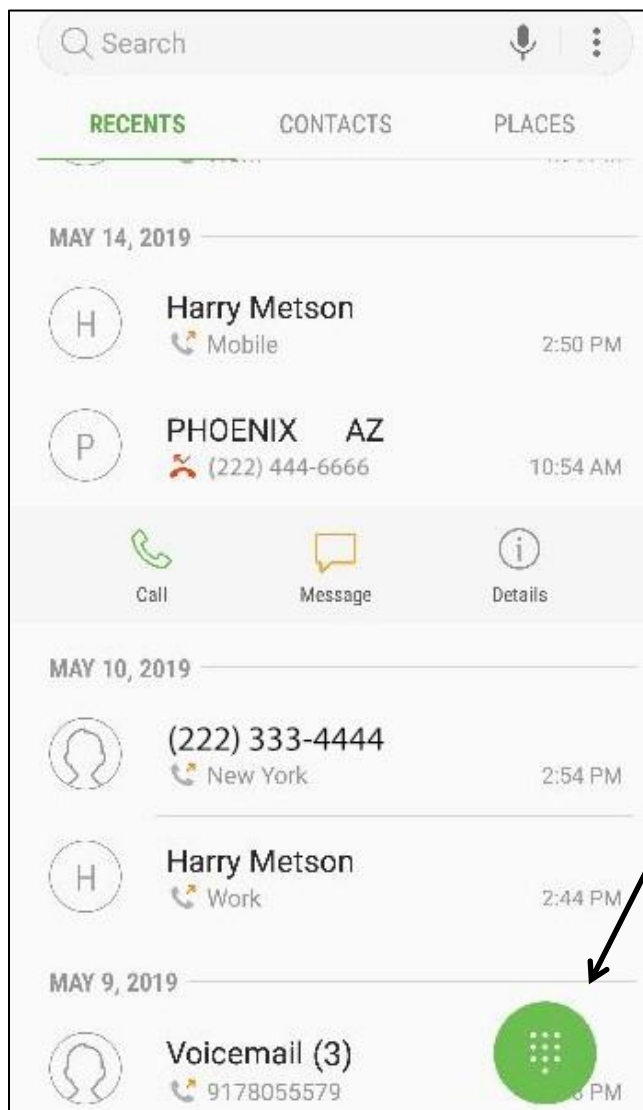 Search
RECENTS CONTACTS PLACES
MAY 14, 2019
H
Harry Metson
Mobile 2:50 PM
P
PHOENIX AZ
(222) 444-6666 10:54 AM
Call Message Details
MAY 10, 2019
(222) 333-4444
New York 2:54 PM
H
Harry Metson
Work 2:44 PM
MAY 9, 2019
Voicemail (3)
9178055579 PM